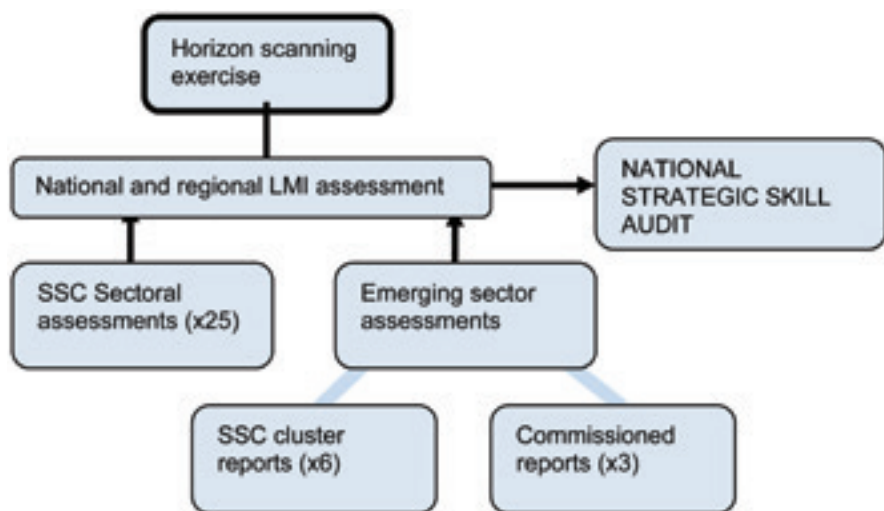 Horizon scanning
exercise
National and regional LMI assessment
NATIONAL
STRATEGIC SKILL
AUDIT
SSC Sectoral
assessments (x25)
Emerging sector
assessments
SSC cluster
reports (x6)
Commissioned
reports (x3)